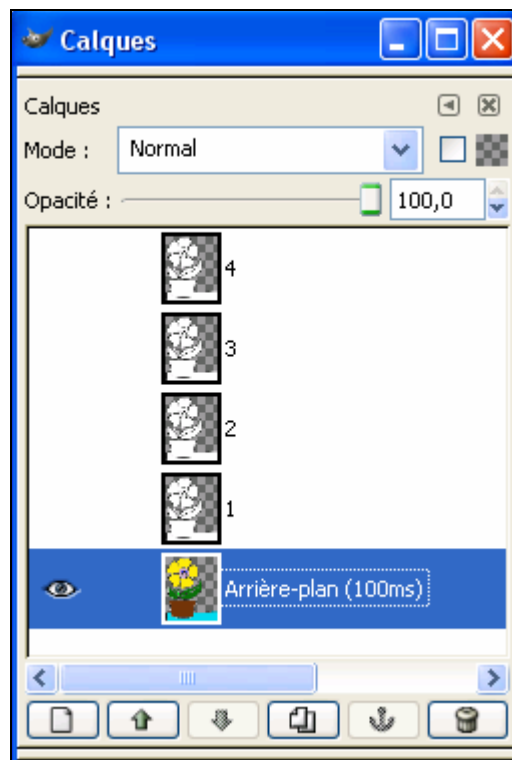 Calques
Calques
Mode : Normal
Opacité : 100,0
4
3
2
1
Arrière-plan (100ms)